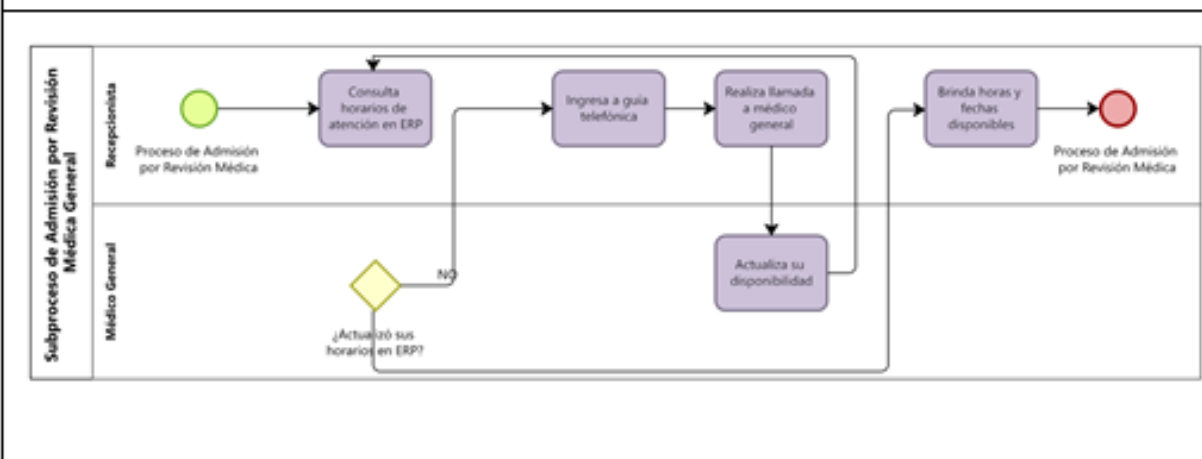 Subproceso de Admisión por Revisión
Médica General
Recepcionista
Proceso de Admisión
por Revisión Médica
Consulta
horarios de
atención en ERP
Ingresa a guía
telefónica
Realiza llamada
a médico
general
Brinda horas y
fechas
disponibles
Proceso de Admisión
por Revisión Médica
Médico General
¿Actualizó sus
horarios en ERP?
NO
Actualiza su
disponibilidad